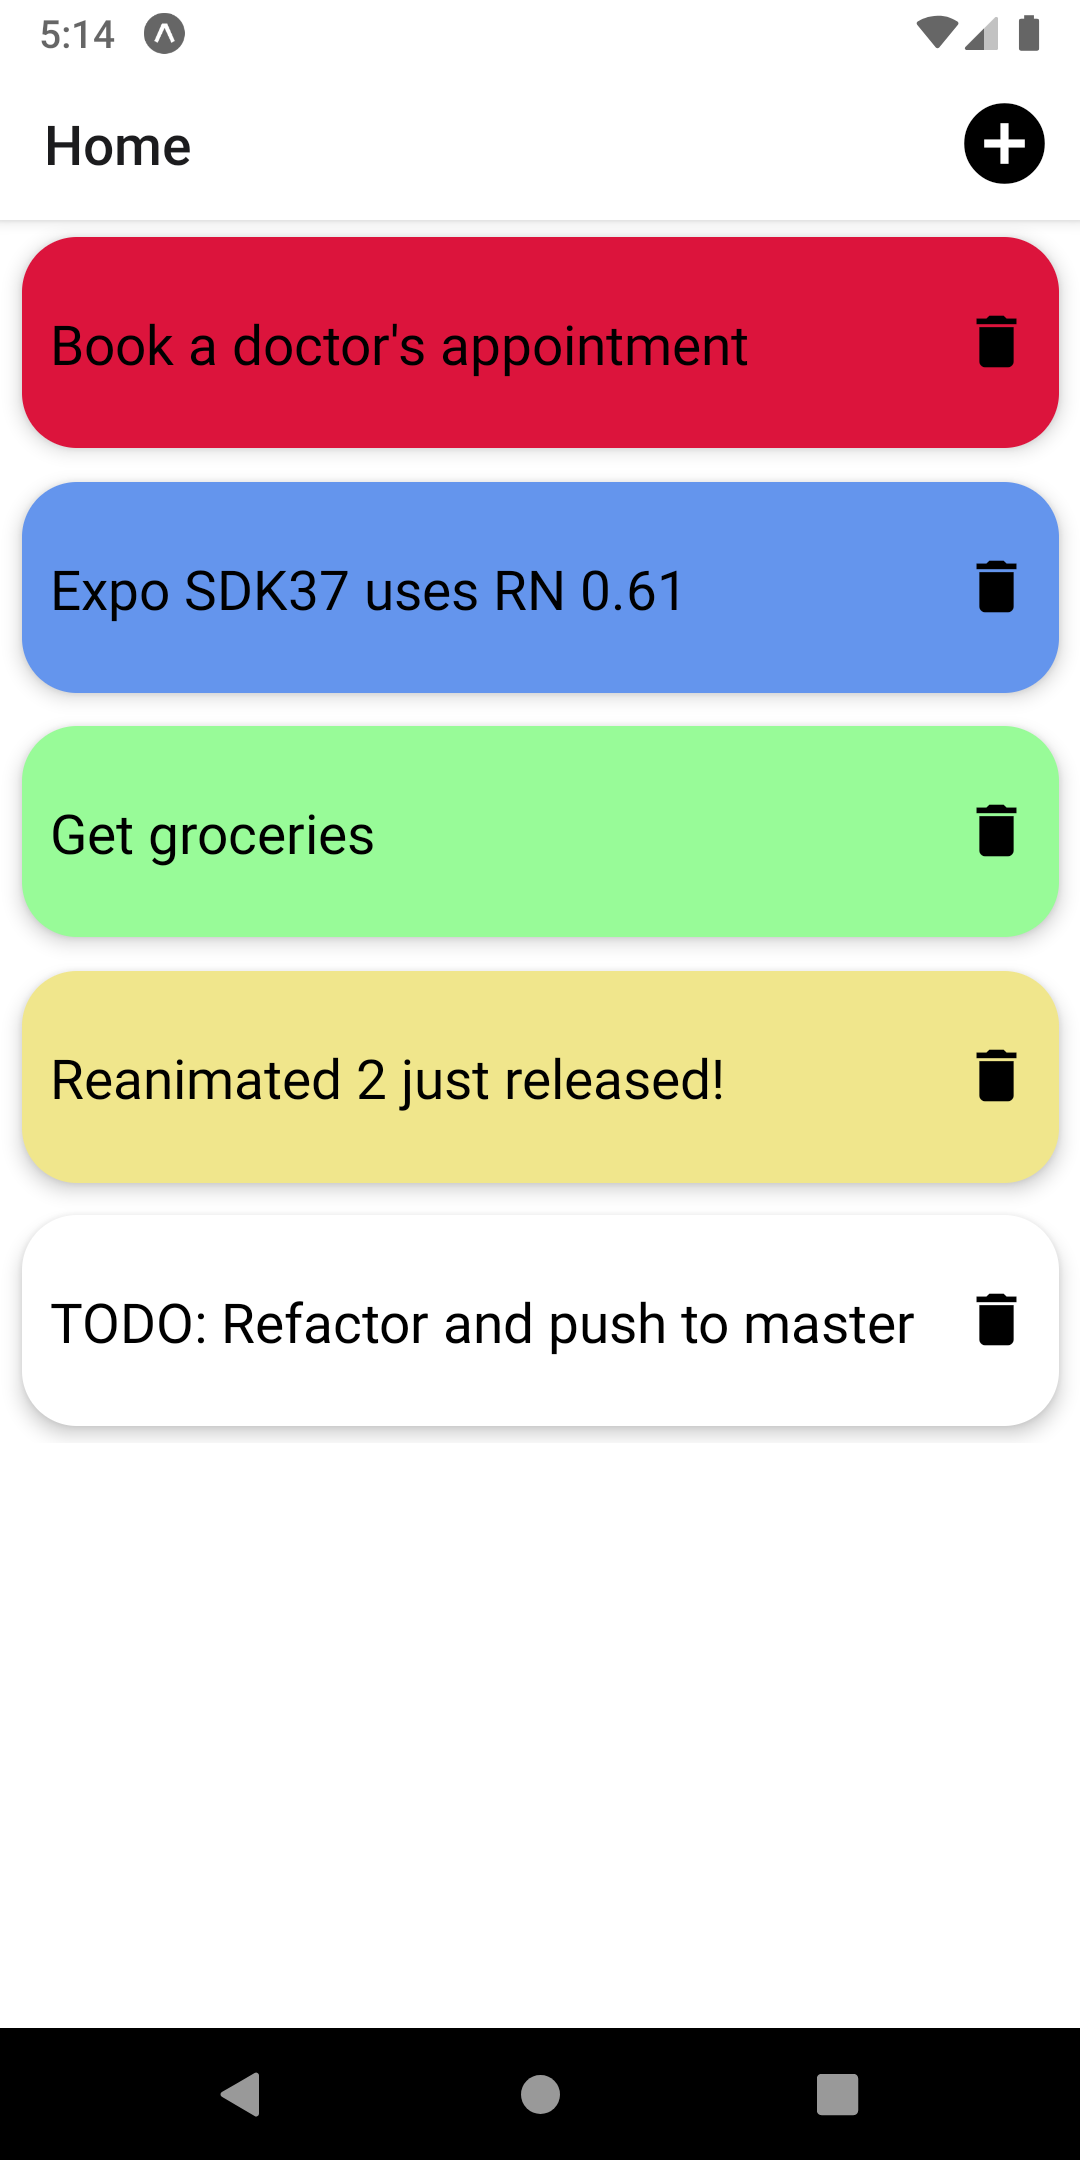 5:14
Home
Book a doctor's appointment
Expo SDK37 uses RN 0.61
Get groceries
Reanimated 2 just released!
TODO: Refactor and push to master